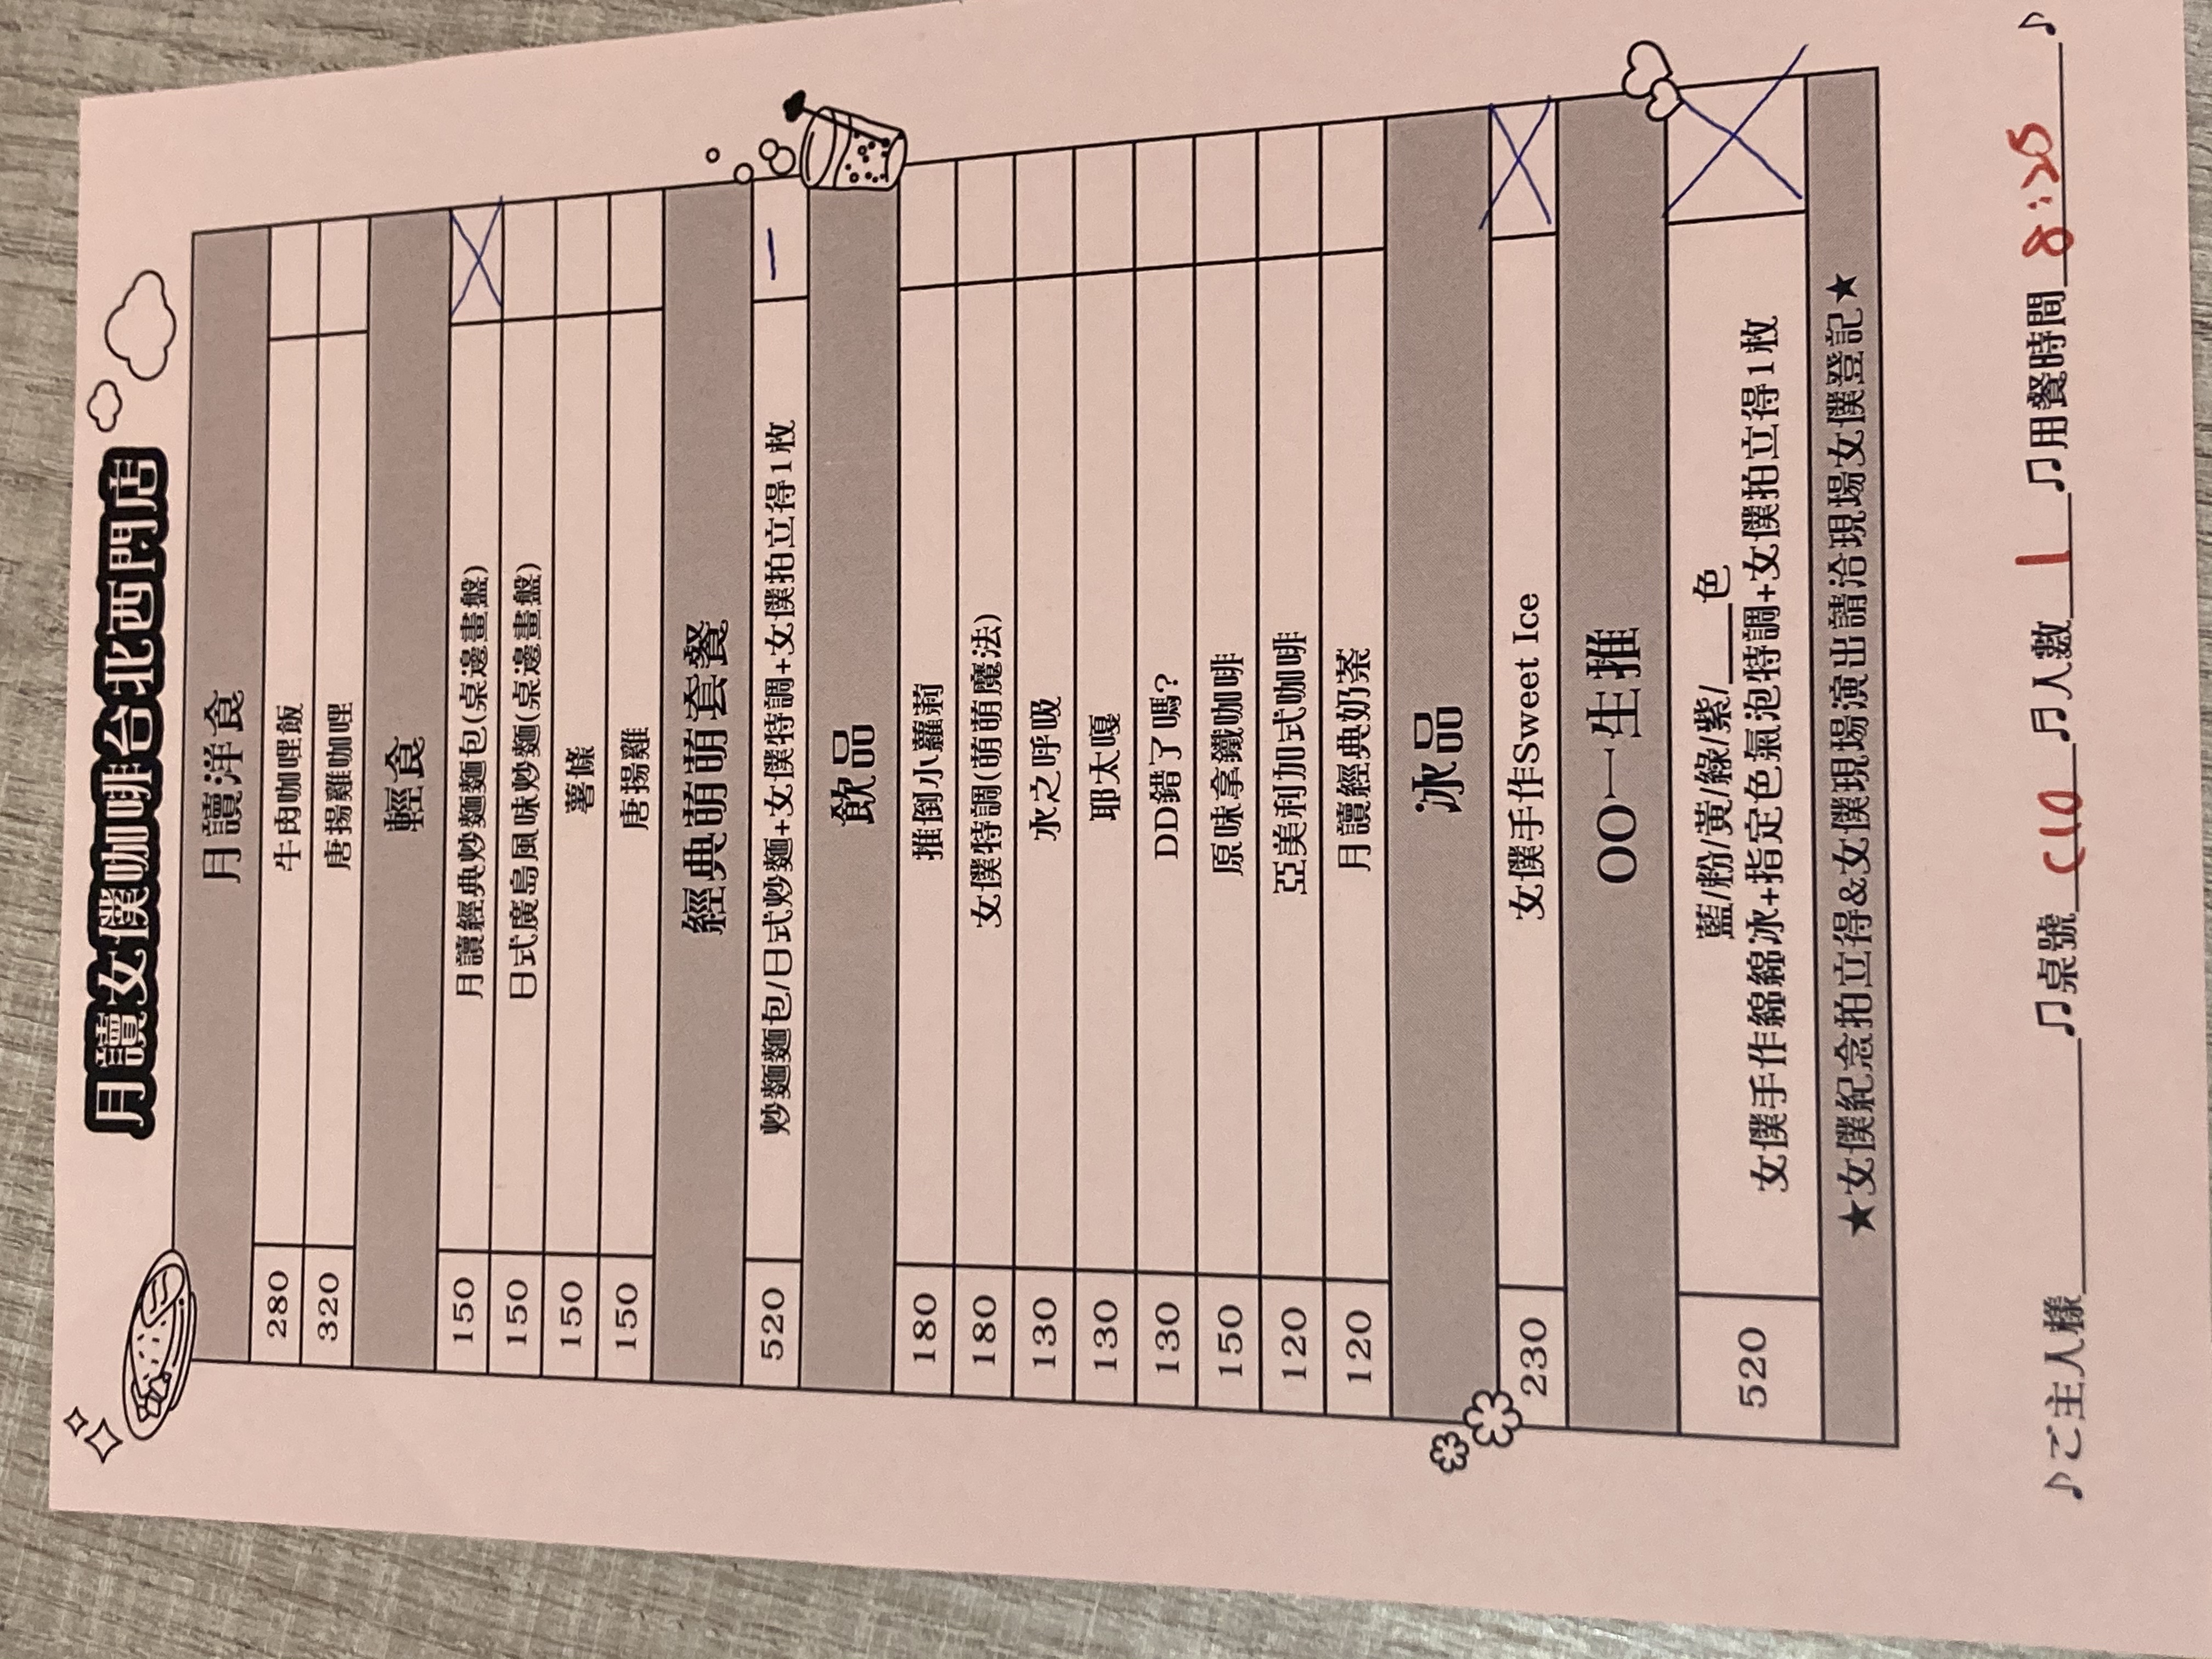 月讀女僕咖啡台北西門店
月讀洋食
280 牛肉咖哩飯
320 唐揚雞咖哩
輕食
150 月讀經典炒麵麵包(桌邊畫盤)
150 日式廣島風味炒麵(桌邊畫盤)
150 薯條
150 唐揚雞
經典萌萌套餐
520 炒麵麵包/日式炒麵+女僕特調+女僕拍立得1枚 一
飲品
180 推倒小蘿莉
180 女僕特調(萌萌魔法)
130 水之呼吸
130 耶太嘎
130 DD錯了嗎?
150 原味拿鐵咖啡
120 亞美利加式咖啡
120 月讀經典奶茶
冰品
230 女僕手作Sweet Ice
OO一生推
藍/粉/黃/綠/紫/___色
520 女僕手作綿綿冰+指定色氣泡特調+女僕拍立得1枚
★女僕紀念拍立得&女僕現場演出請洽現場女僕登記★
♪ご主人様________♫桌號 C10 ♬人數 1 ♫用餐時間 8:25 ♪